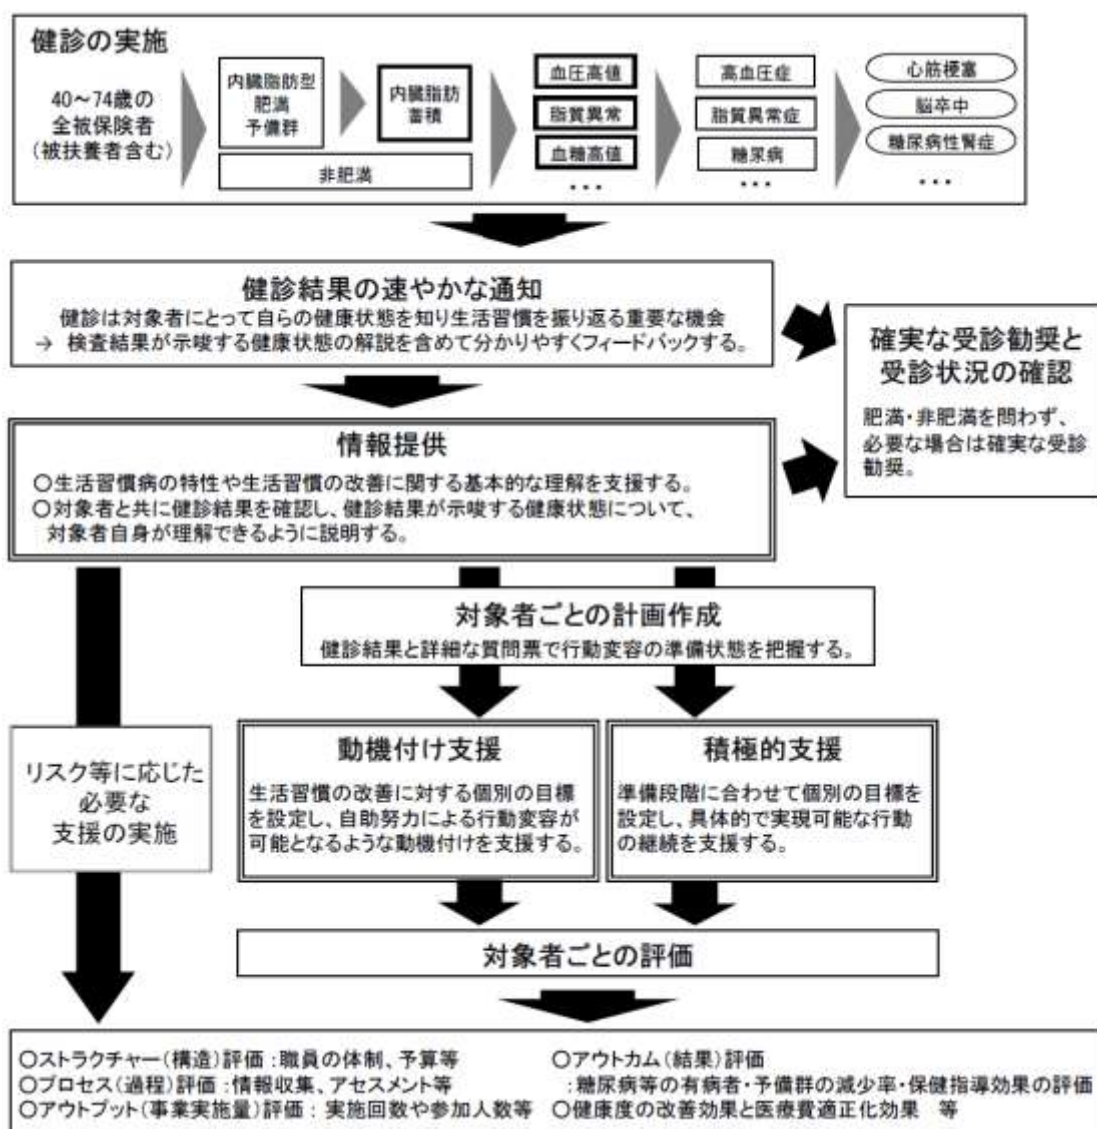 健診の実施
40～74歳の
全被保険者
(被扶養者含む)
内臓脂肪型
肥満
予備群
内臓脂肪
蓄積
非肥満
血圧高値
脂質異常
血糖高値
・・・
高血圧症
脂質異常症
糖尿病
・・・
心筋梗塞
脳卒中
糖尿病性腎症
・・・
健診結果の速やかな通知
健診は対象者にとって自らの健康状態を知り生活習慣を振り返る重要な機会
→ 検査結果が示唆する健康状態の解説を含めて分かりやすくフィードバックする。
確実な受診勧奨と
受診状況の確認
肥満・非肥満を問わず、
必要な場合は確実な受診
勧奨。
情報提供
○生活習慣病の特性や生活習慣の改善に関する基本的な理解を支援する。
○対象者と共に健診結果を確認し、健診結果が示唆する健康状態について、
対象者自身が理解できるように説明する。
対象者ごとの計画作成
健診結果と詳細な質問票で行動変容の準備状態を把握する。
リスク等に応じた
必要な
支援の実施
動機付け支援
生活習慣の改善に対する個別の目標
を設定し、自助努力による行動変容が
可能となるような動機付けを支援する。
積極的支援
準備段階に合わせて個別の目標を
設定し、具体的で実現可能な行動
の継続を支援する。
対象者ごとの評価
○ストラクチャー(構造)評価：職員の体制、予算等
○プロセス(過程)評価：情報収集、アセスメント等
○アウトプット(事業実施量)評価： 実施回数や参加人数等
○アウトカム(結果)評価
：糖尿病等の有病者・予備群の減少率・保健指導効果の評価
○健康度の改善効果と医療費適正化効果　等